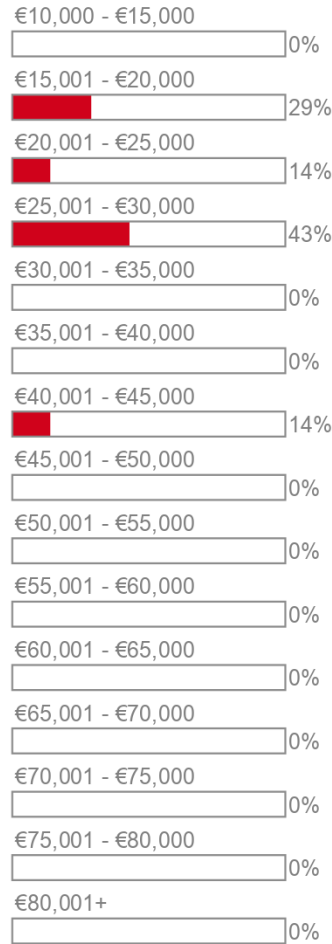 €10,000 - €15,000
0%
€15,001 - €20,000
29%
€20,001 - €25,000
14%
€25,001 - €30,000
43%
€30,001 - €35,000
0%
€35,001 - €40,000
0%
€40,001 - €45,000
14%
€45,001 - €50,000
0%
€50,001 - €55,000
0%
€55,001 - €60,000
0%
€60,001 - €65,000
0%
€65,001 - €70,000
0%
€70,001 - €75,000
0%
€75,001 - €80,000
0%
€80,001+
0%